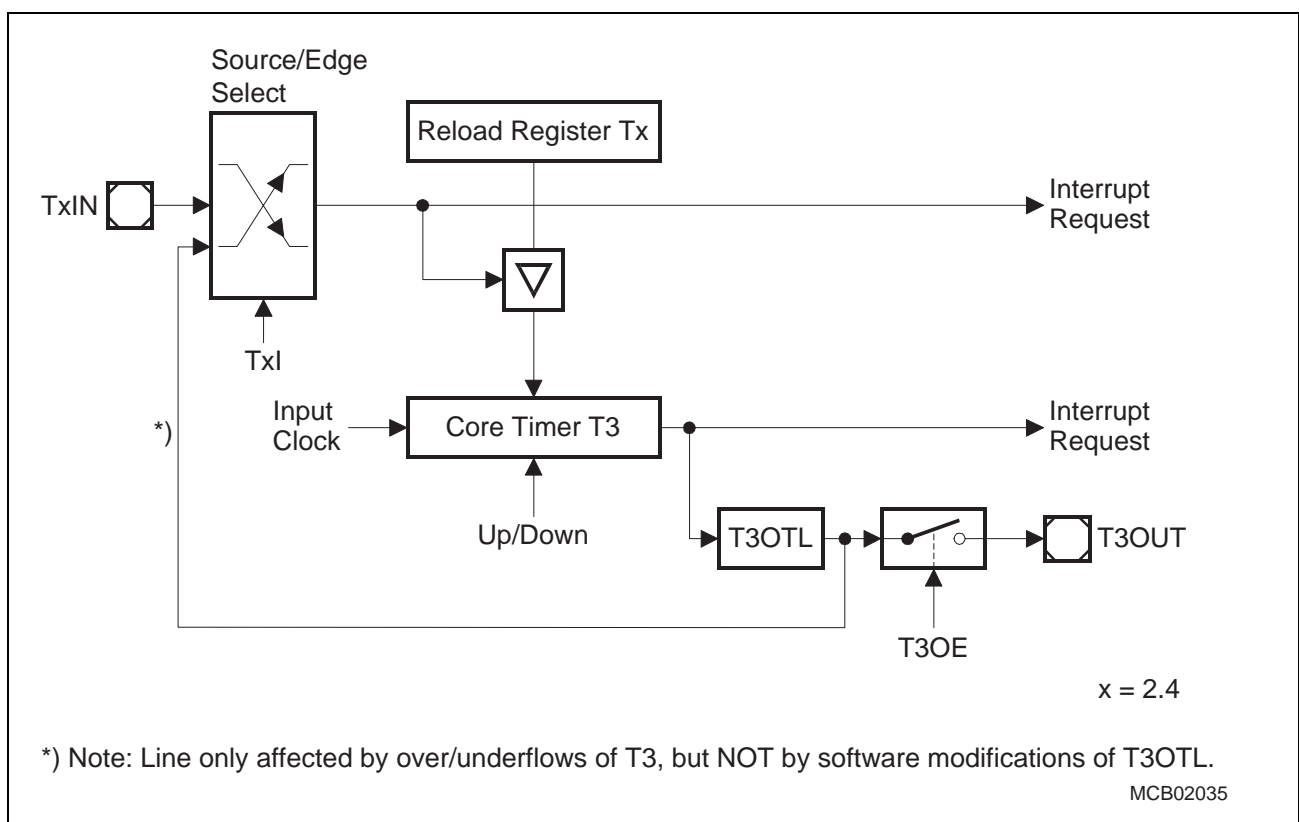 Source/Edge
Select
Reload Register Tx
TxIN
Interrupt
Request
TxI
*)
Input
Clock
Core Timer T3
Interrupt
Request
Up/Down
T3OTL
T3OUT
T3OE
x = 2.4
*) Note: Line only affected by over/underflows of T3, but NOT by software modifications of T3OTL.
MCB02035